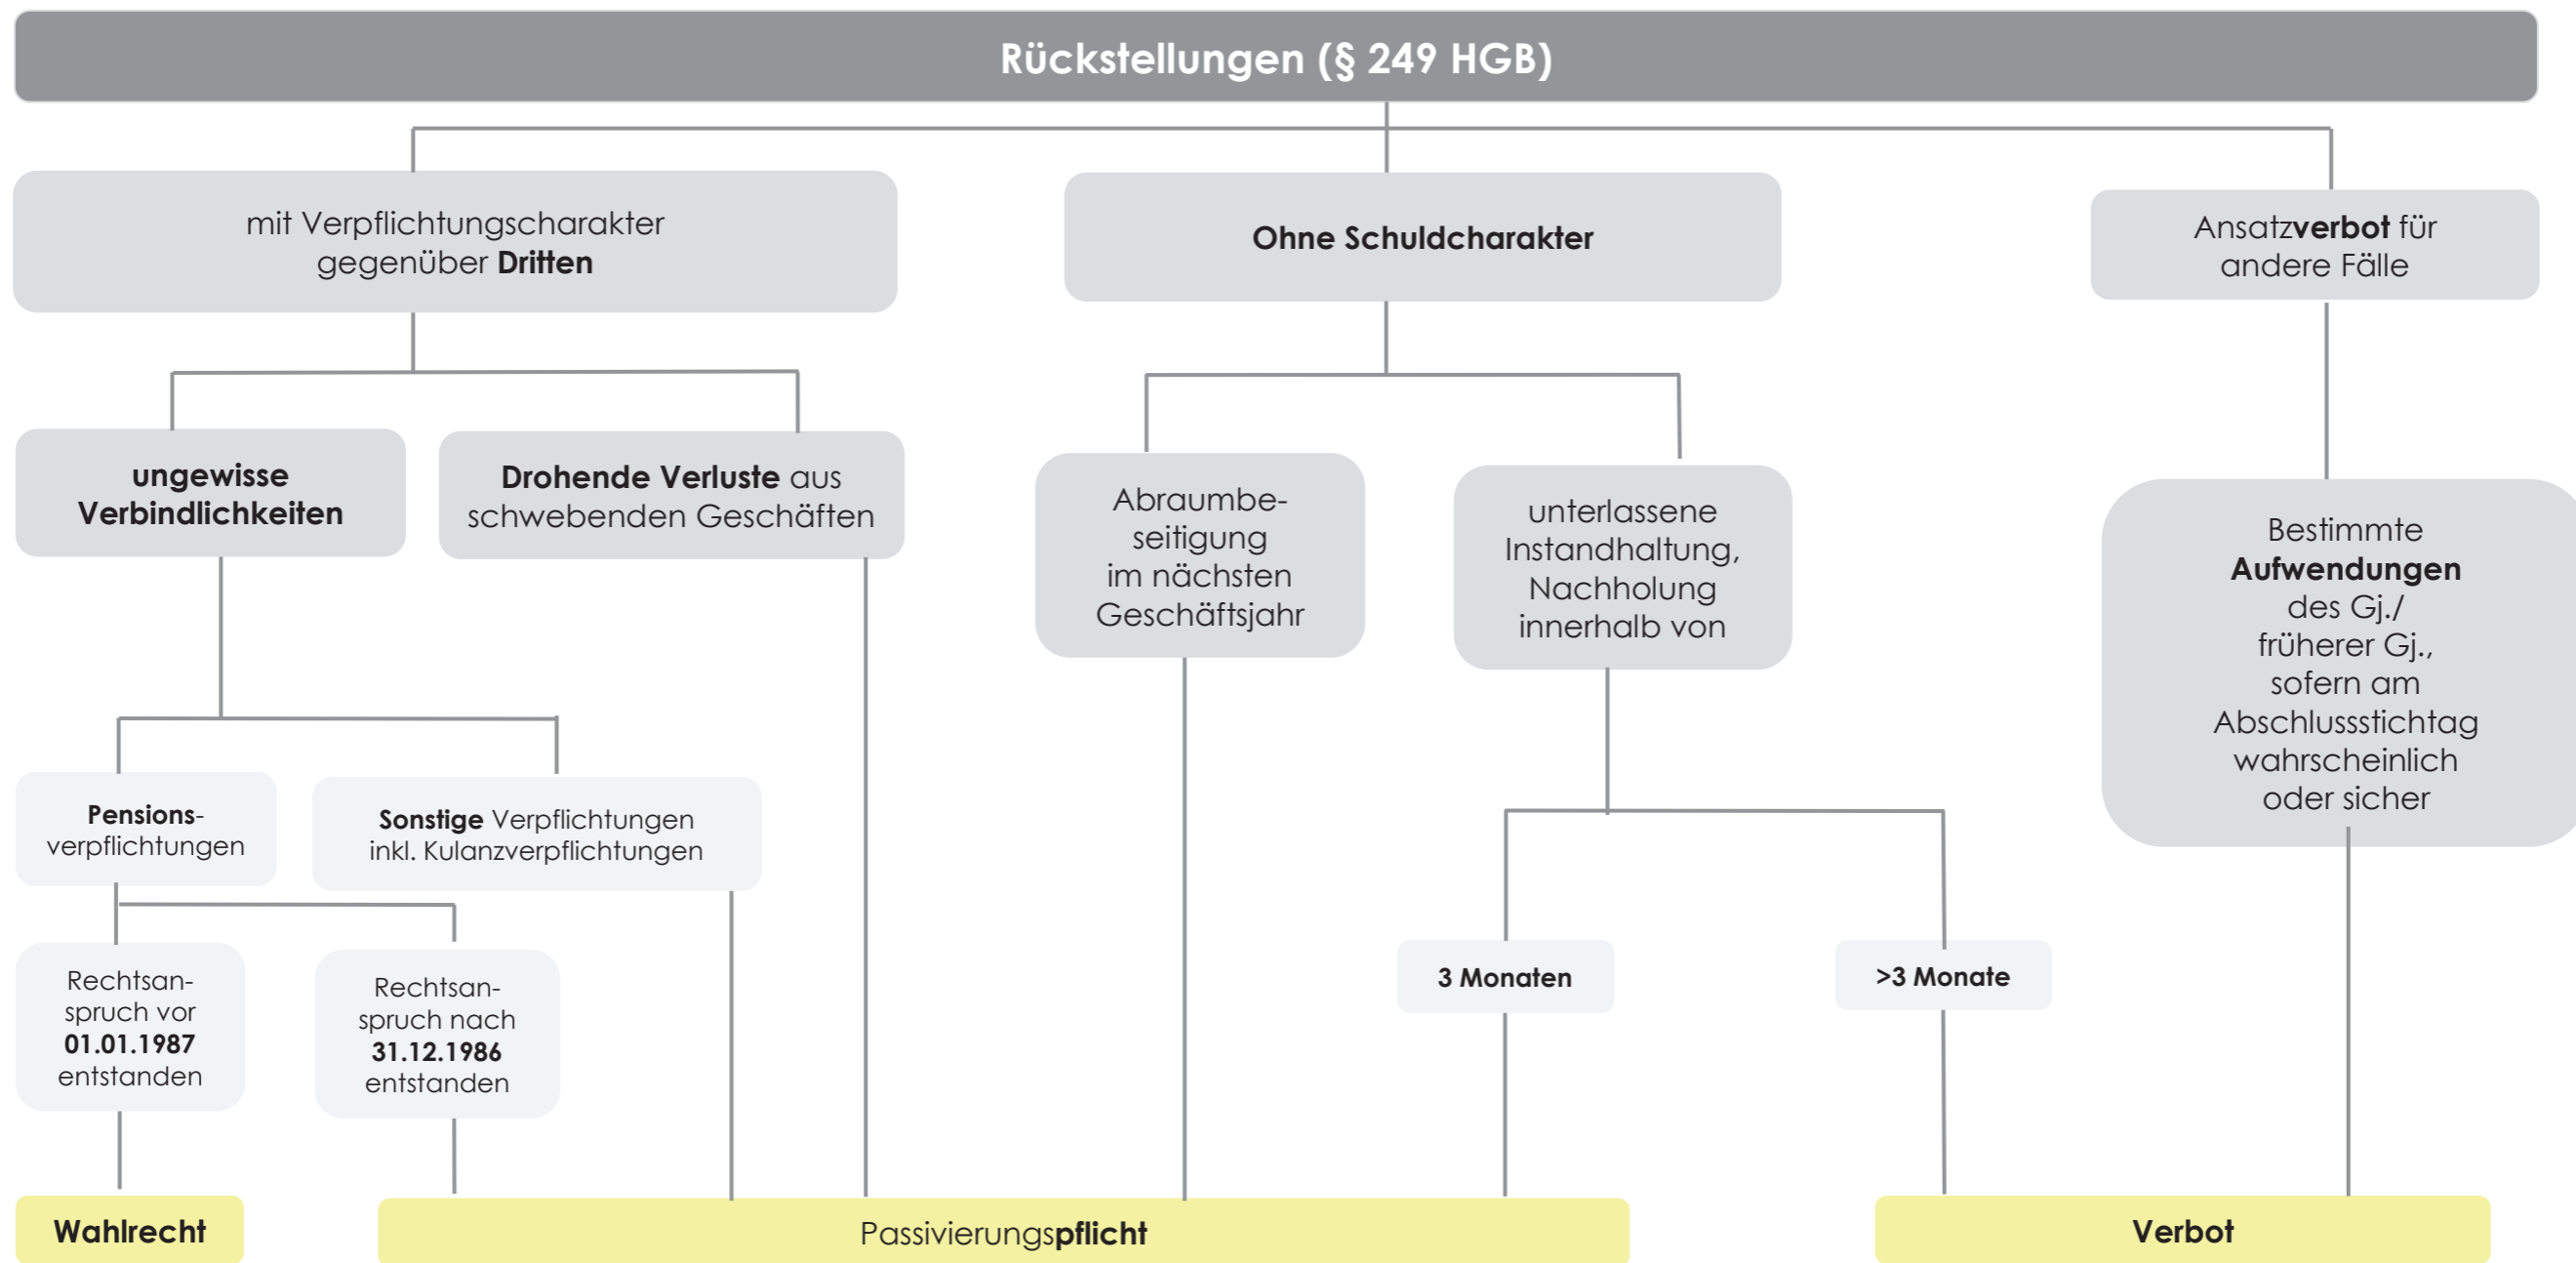 Rückstellungen (§ 249 HGB)
mit Verpflichtungscharakter
gegenüber Dritten
Ohne Schuldcharakter
Ansatzverbot für
andere Fälle
ungewisse
Verbindlichkeiten
Drohende Verluste aus
schwebenden Geschäften
Abraumbe-
seitigung
im nächsten
Geschäftsjahr
unterlassene
Instandhaltung,
Nachholung
innerhalb von
Bestimmte
Aufwendungen
des Gj./
früherer Gj.,
sofern am
Abschlussstichtag
wahrscheinlich
oder sicher
Pensions-
verpflichtungen
Sonstige Verpflichtungen
inkl. Kulanzverpflichtungen
Rechtsan-
spruch vor
01.01.1987
entstanden
Rechtsan-
spruch nach
31.12.1986
entstanden
3 Monaten
>3 Monate
Wahlrecht
Passivierungspflicht
Verbot